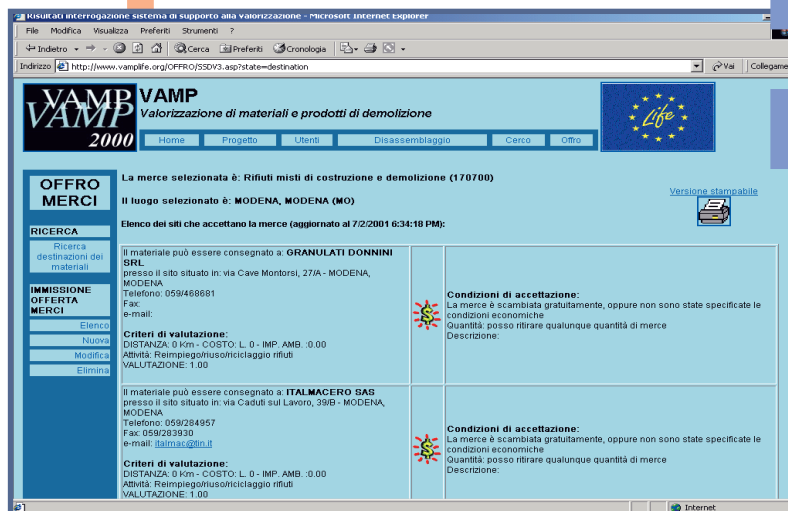 Risultati interrogazione sistema di supporto alla valorizzazione - Microsoft Internet Explorer
File Modifica Visualizza Preferiti Strumenti ?
Indietro Cerca Preferiti Cronologia
Indirizzo http://www.vamplife.org/OFFRO/SSDV3.asp?state=destination Vai Collegame
VAMP
VAMP
2000
VAMP
Valorizzazione di materiali e prodotti di demolizione
Home Progetto Utenti Disassemblaggio Cerco Offro
Life
OFFRO
MERCI
RICERCA
Ricerca
destinazioni dei
materiali
IMMISSIONE
OFFERTA
MERCI
Elenco
Nuova
Modifica
Elimina
La merce selezionata è: Rifiuti misti di costruzione e demolizione (170700)
Il luogo selezionato è: MODENA, MODENA (MO)
Versione stampabile
Elenco dei siti che accettano la merce (aggiornato al 7/2/2001 6:34:18 PM):
Il materiale può essere consegnato a: GRANULATI DONNINI
SRL
presso il sito situato in: via Cave Montorsi, 27/A - MODENA,
MODENA
Telefono: 059/468681
Fax:
e-mail:
Criteri di valutazione:
DISTANZA: 0 Km - COSTO: L. 0 - IMP. AMB. :0.00
Attività: Reimpiego/riuso/riciclaggio rifiuti
VALUTAZIONE: 1.00
$
Condizioni di accettazione:
La merce è scambiata gratuitamente, oppure non sono state specificate le
condizioni economiche
Quantità: posso ritirare qualunque quantità di merce
Descrizione:
Il materiale può essere consegnato a: ITALMACERO SAS
presso il sito situato in: via Caduti sul Lavoro, 39/B - MODENA,
MODENA
Telefono: 059/284957
Fax: 059/283930
e-mail: italmac@tin.it
Criteri di valutazione:
DISTANZA: 0 Km - COSTO: L. 0 - IMP. AMB. :0.00
Attività: Reimpiego/riuso/riciclaggio rifiuti
VALUTAZIONE: 1.00
$
Condizioni di accettazione:
La merce è scambiata gratuitamente, oppure non sono state specificate le
condizioni economiche
Quantità: posso ritirare qualunque quantità di merce
Descrizione:
Internet